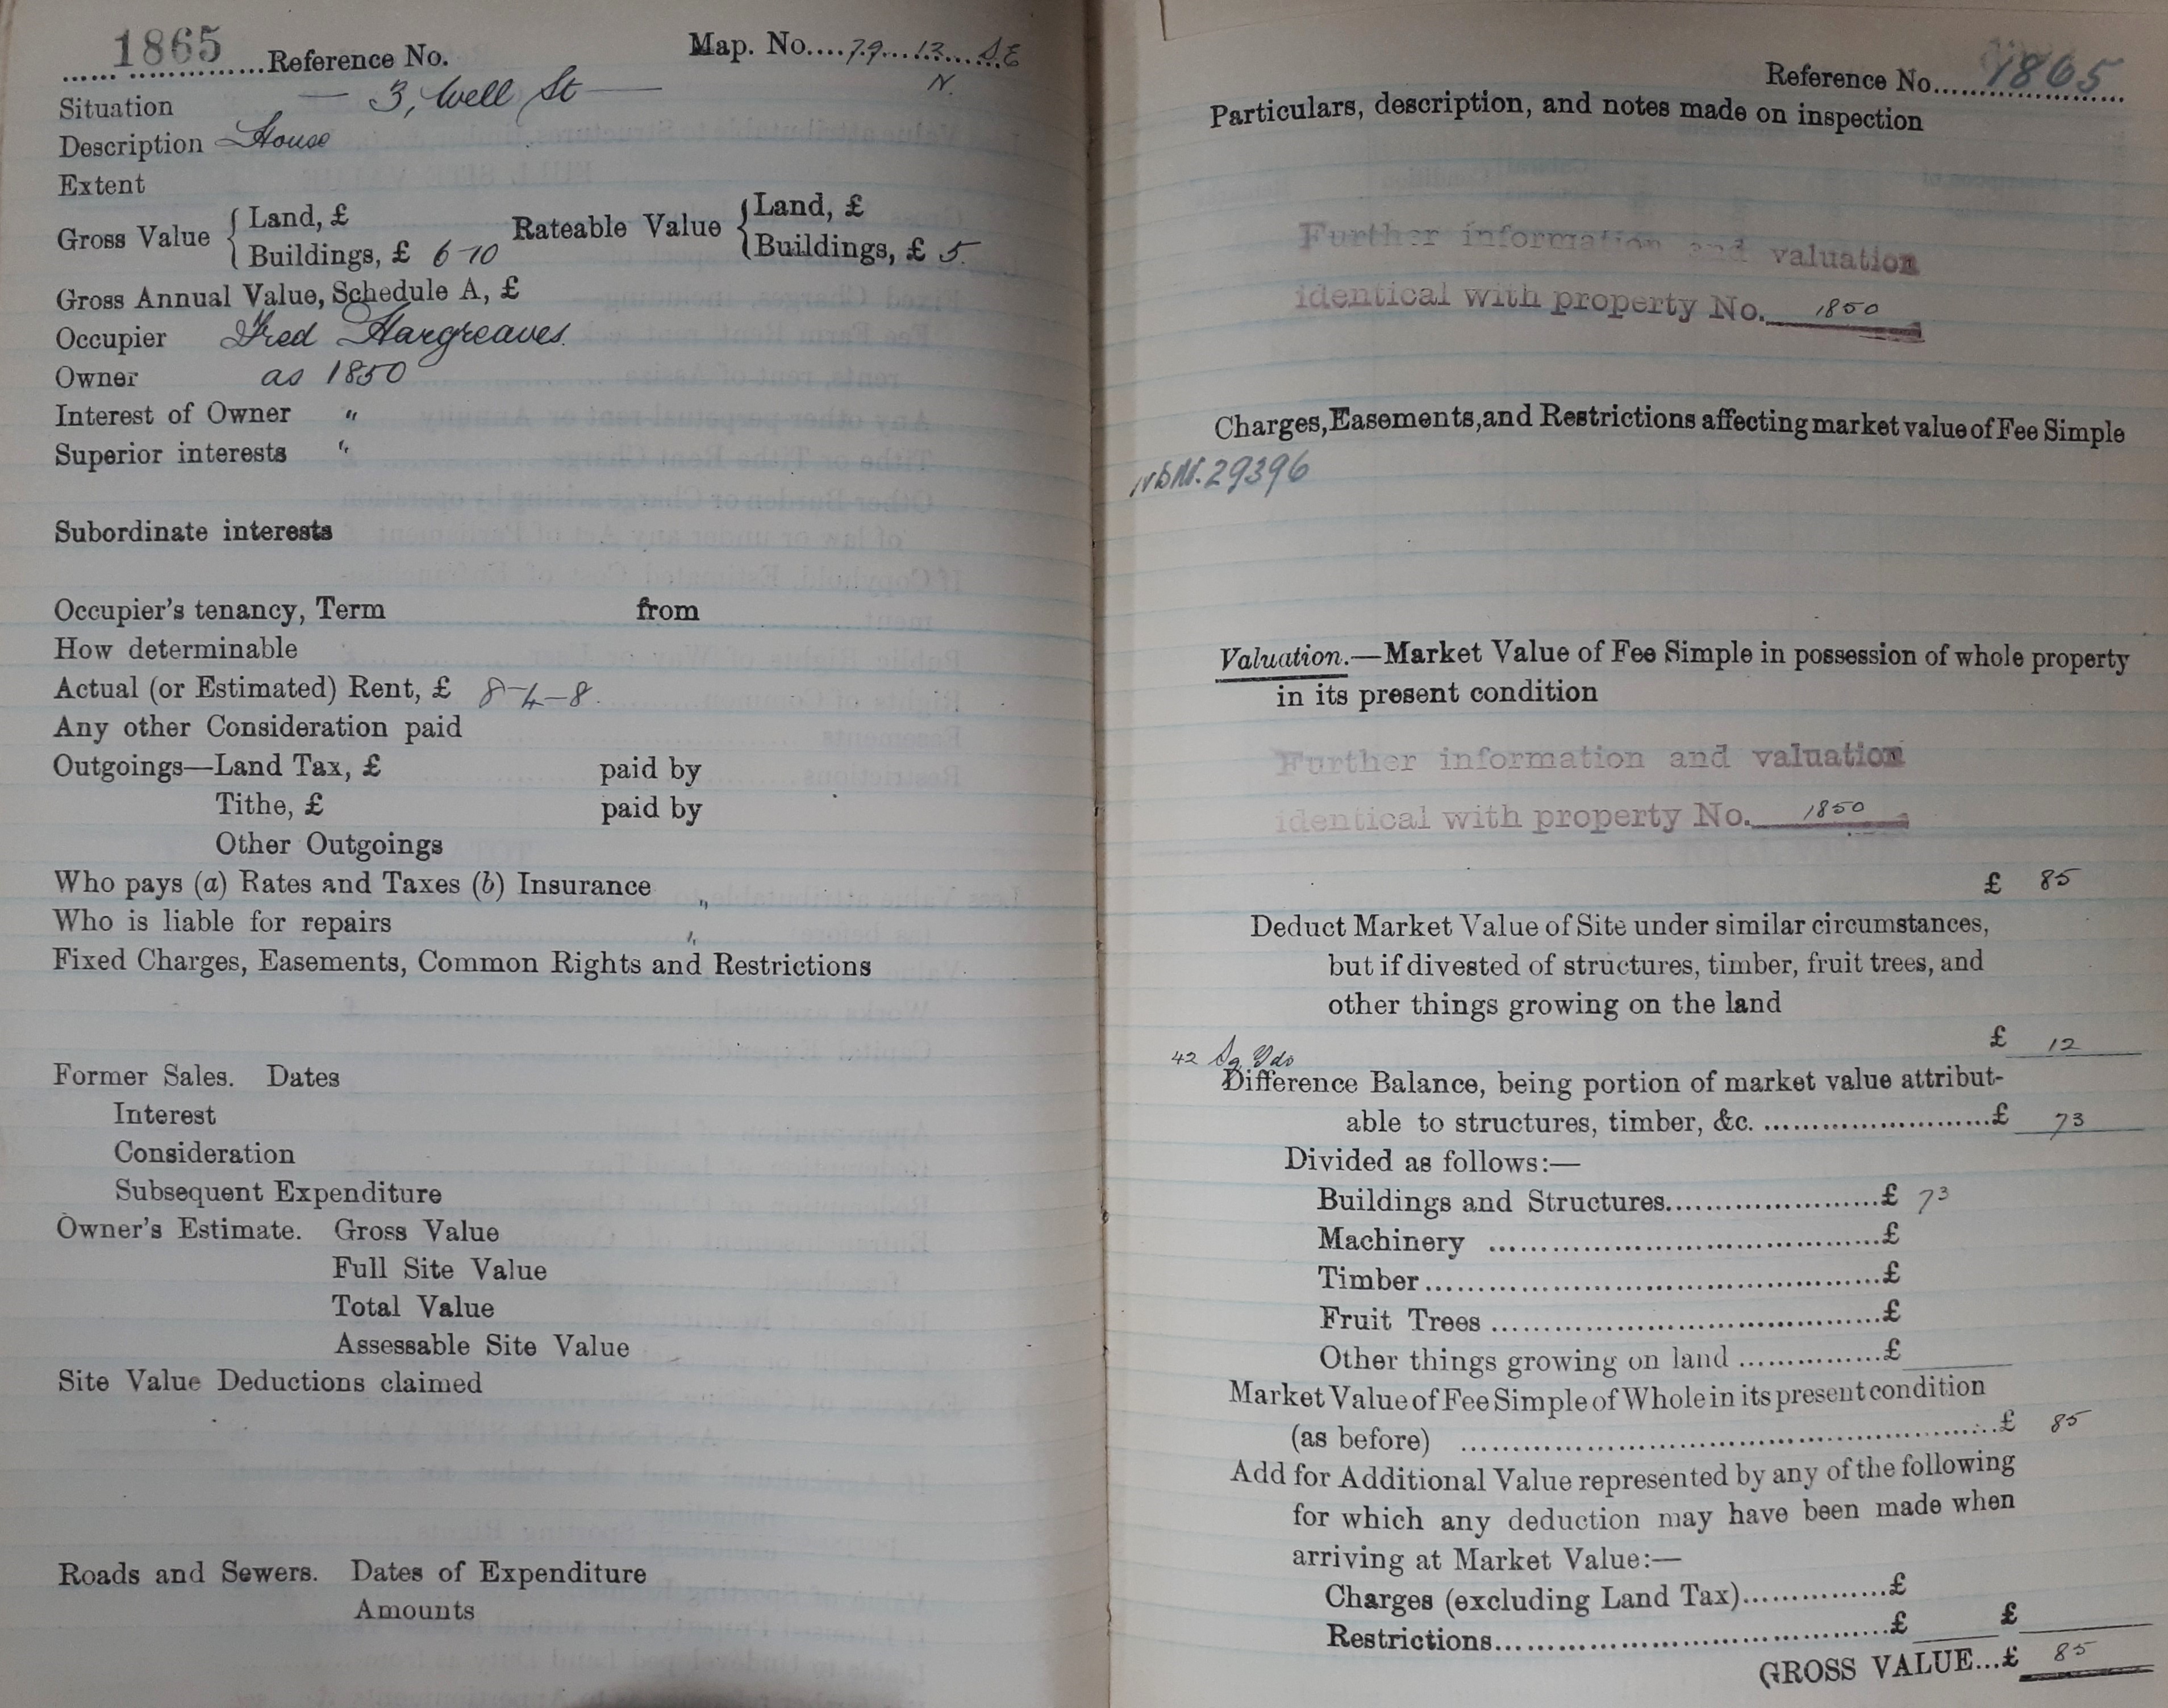 1865 Reference No. Map. No. 79 13 S.E
N.
Situation — 3, Well St —
Description House
Extent
Gross Value { Land, £ Rateable Value { Land, £
Buildings, £ 6-10 Buildings, £ 5.
Gross Annual Value, Schedule A, £
Occupier Fred Hargreaves.
Owner as 1850
Interest of Owner "
Superior interests "
Subordinate interests
Occupier's tenancy, Term from
How determinable
Actual (or Estimated) Rent, £ 8-4-8.
Any other Consideration paid
Outgoings—Land Tax, £ paid by
Tithe, £ paid by
Other Outgoings
Who pays (a) Rates and Taxes (b) Insurance "
Who is liable for repairs "
Fixed Charges, Easements, Common Rights and Restrictions
Former Sales. Dates
Interest
Consideration
Subsequent Expenditure
Owner's Estimate. Gross Value
Full Site Value
Total Value
Assessable Site Value
Site Value Deductions claimed
Roads and Sewers. Dates of Expenditure
Amounts
Reference No. 1865
Particulars, description, and notes made on inspection
Further information and valuation
identical with property No. 1850
Charges, Easements, and Restrictions affecting market value of Fee Simple
29396
Valuation.—Market Value of Fee Simple in possession of whole property
in its present condition
Further information and valuation
identical with property No. 1850
£ 85
Deduct Market Value of Site under similar circumstances,
but if divested of structures, timber, fruit trees, and
other things growing on the land
£ 12
42 Sq Yds
Difference Balance, being portion of market value attribut-
able to structures, timber, &c. £ 73
Divided as follows:—
Buildings and Structures £ 73
Machinery £
Timber £
Fruit Trees £
Other things growing on land £
Market Value of Fee Simple of Whole in its present condition
(as before) £ 85
Add for Additional Value represented by any of the following
for which any deduction may have been made when
arriving at Market Value:—
Charges (excluding Land Tax) £
Restrictions £ £
GROSS VALUE...£ 85